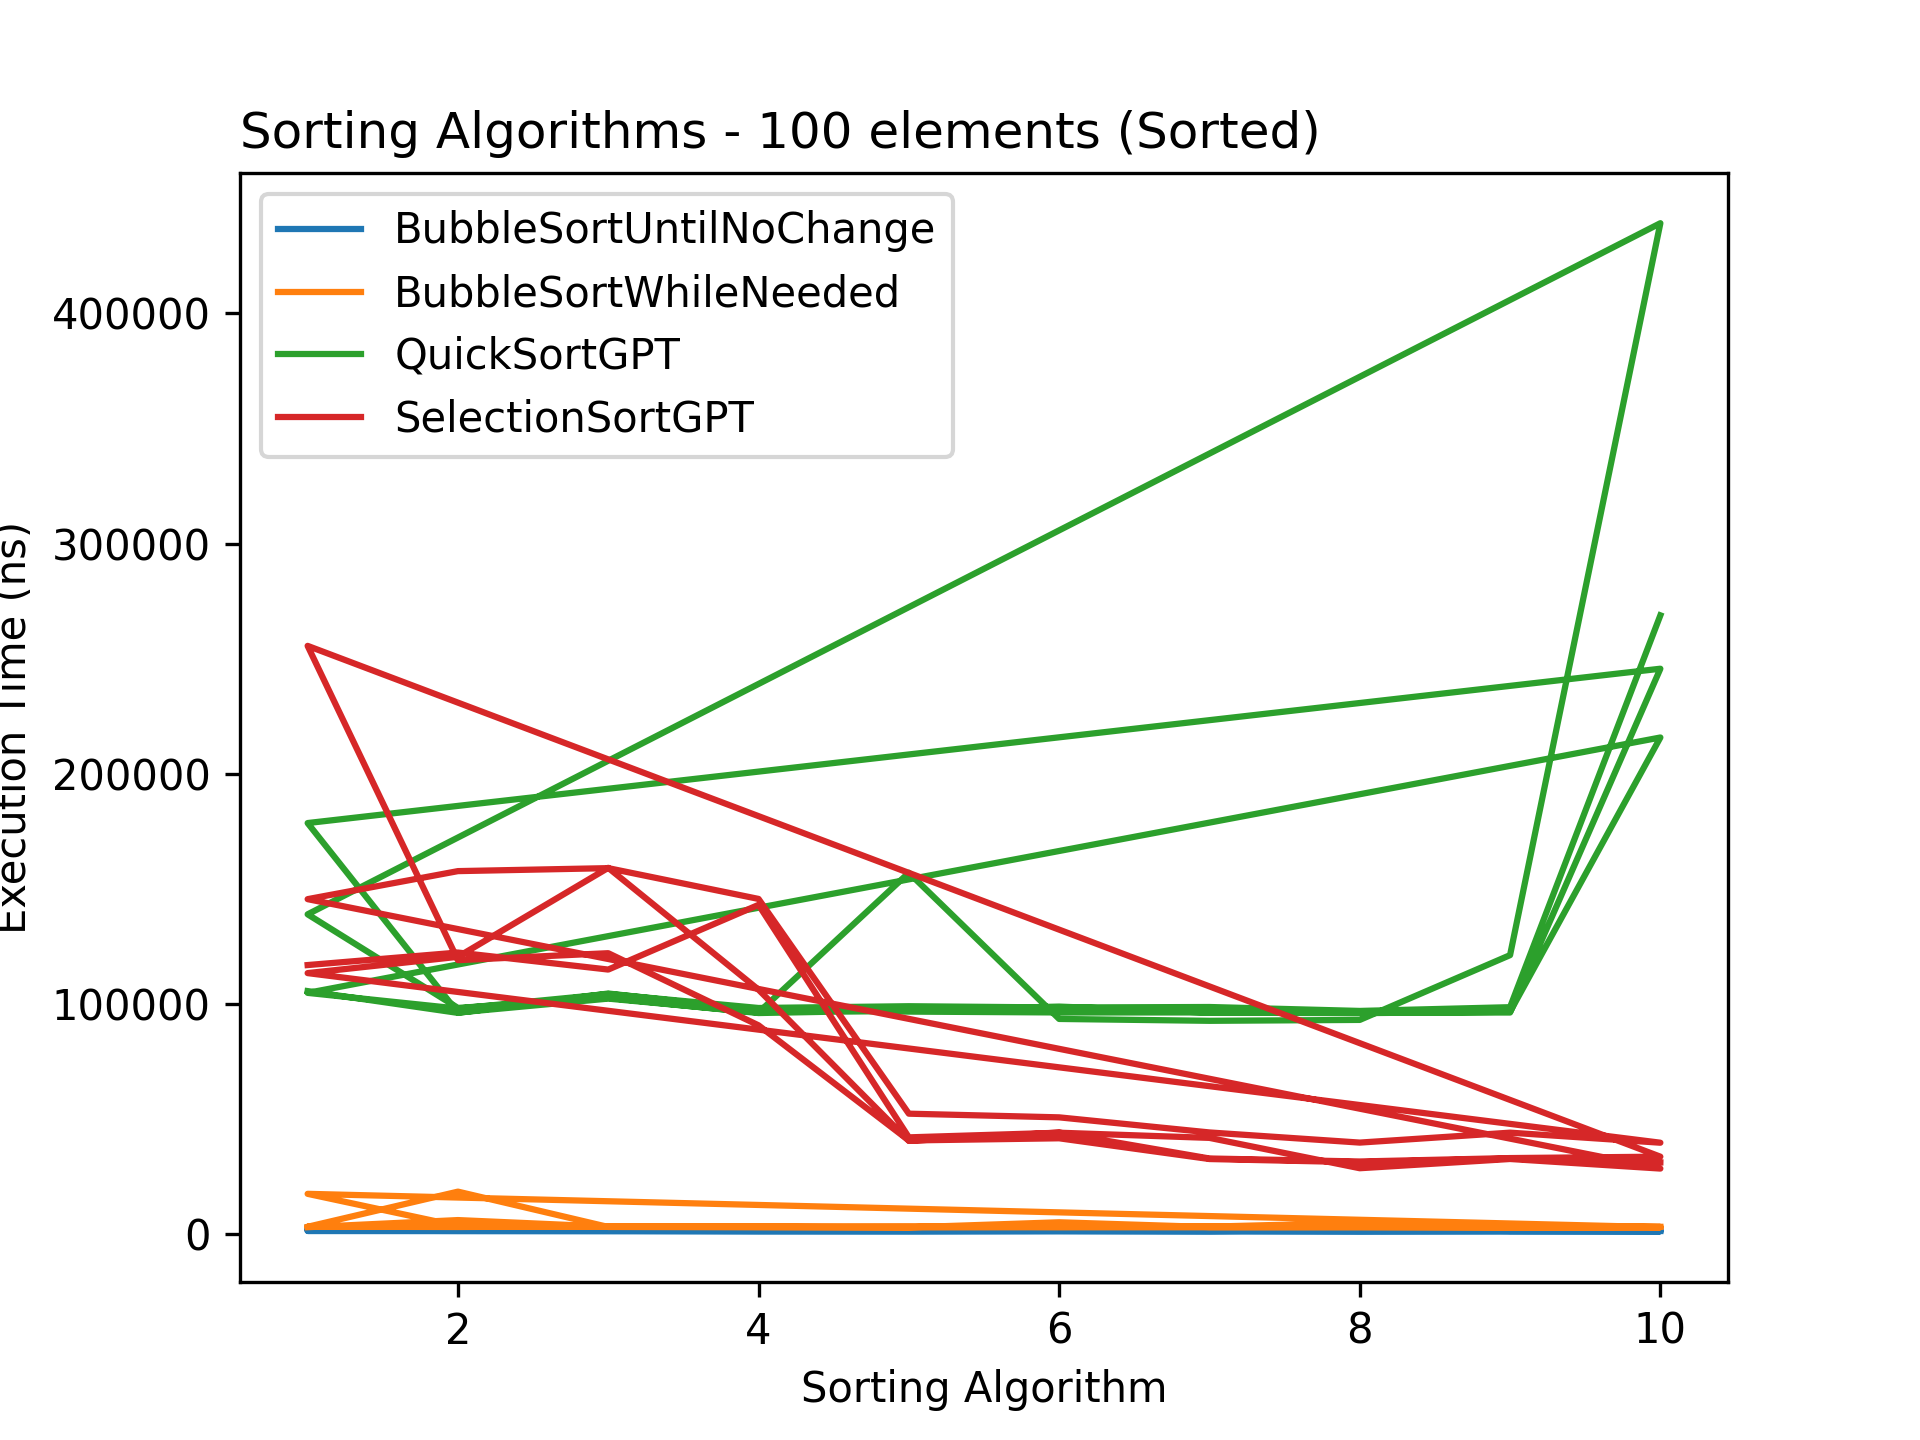 Sorting Algorithms - 100 elements (Sorted)
BubbleSortUntilNoChange
BubbleSortWhileNeeded
QuickSortGPT
SelectionSortGPT
Execution Time (ns)
400000
300000
200000
100000
0
2 4 6 8 10
Sorting Algorithm